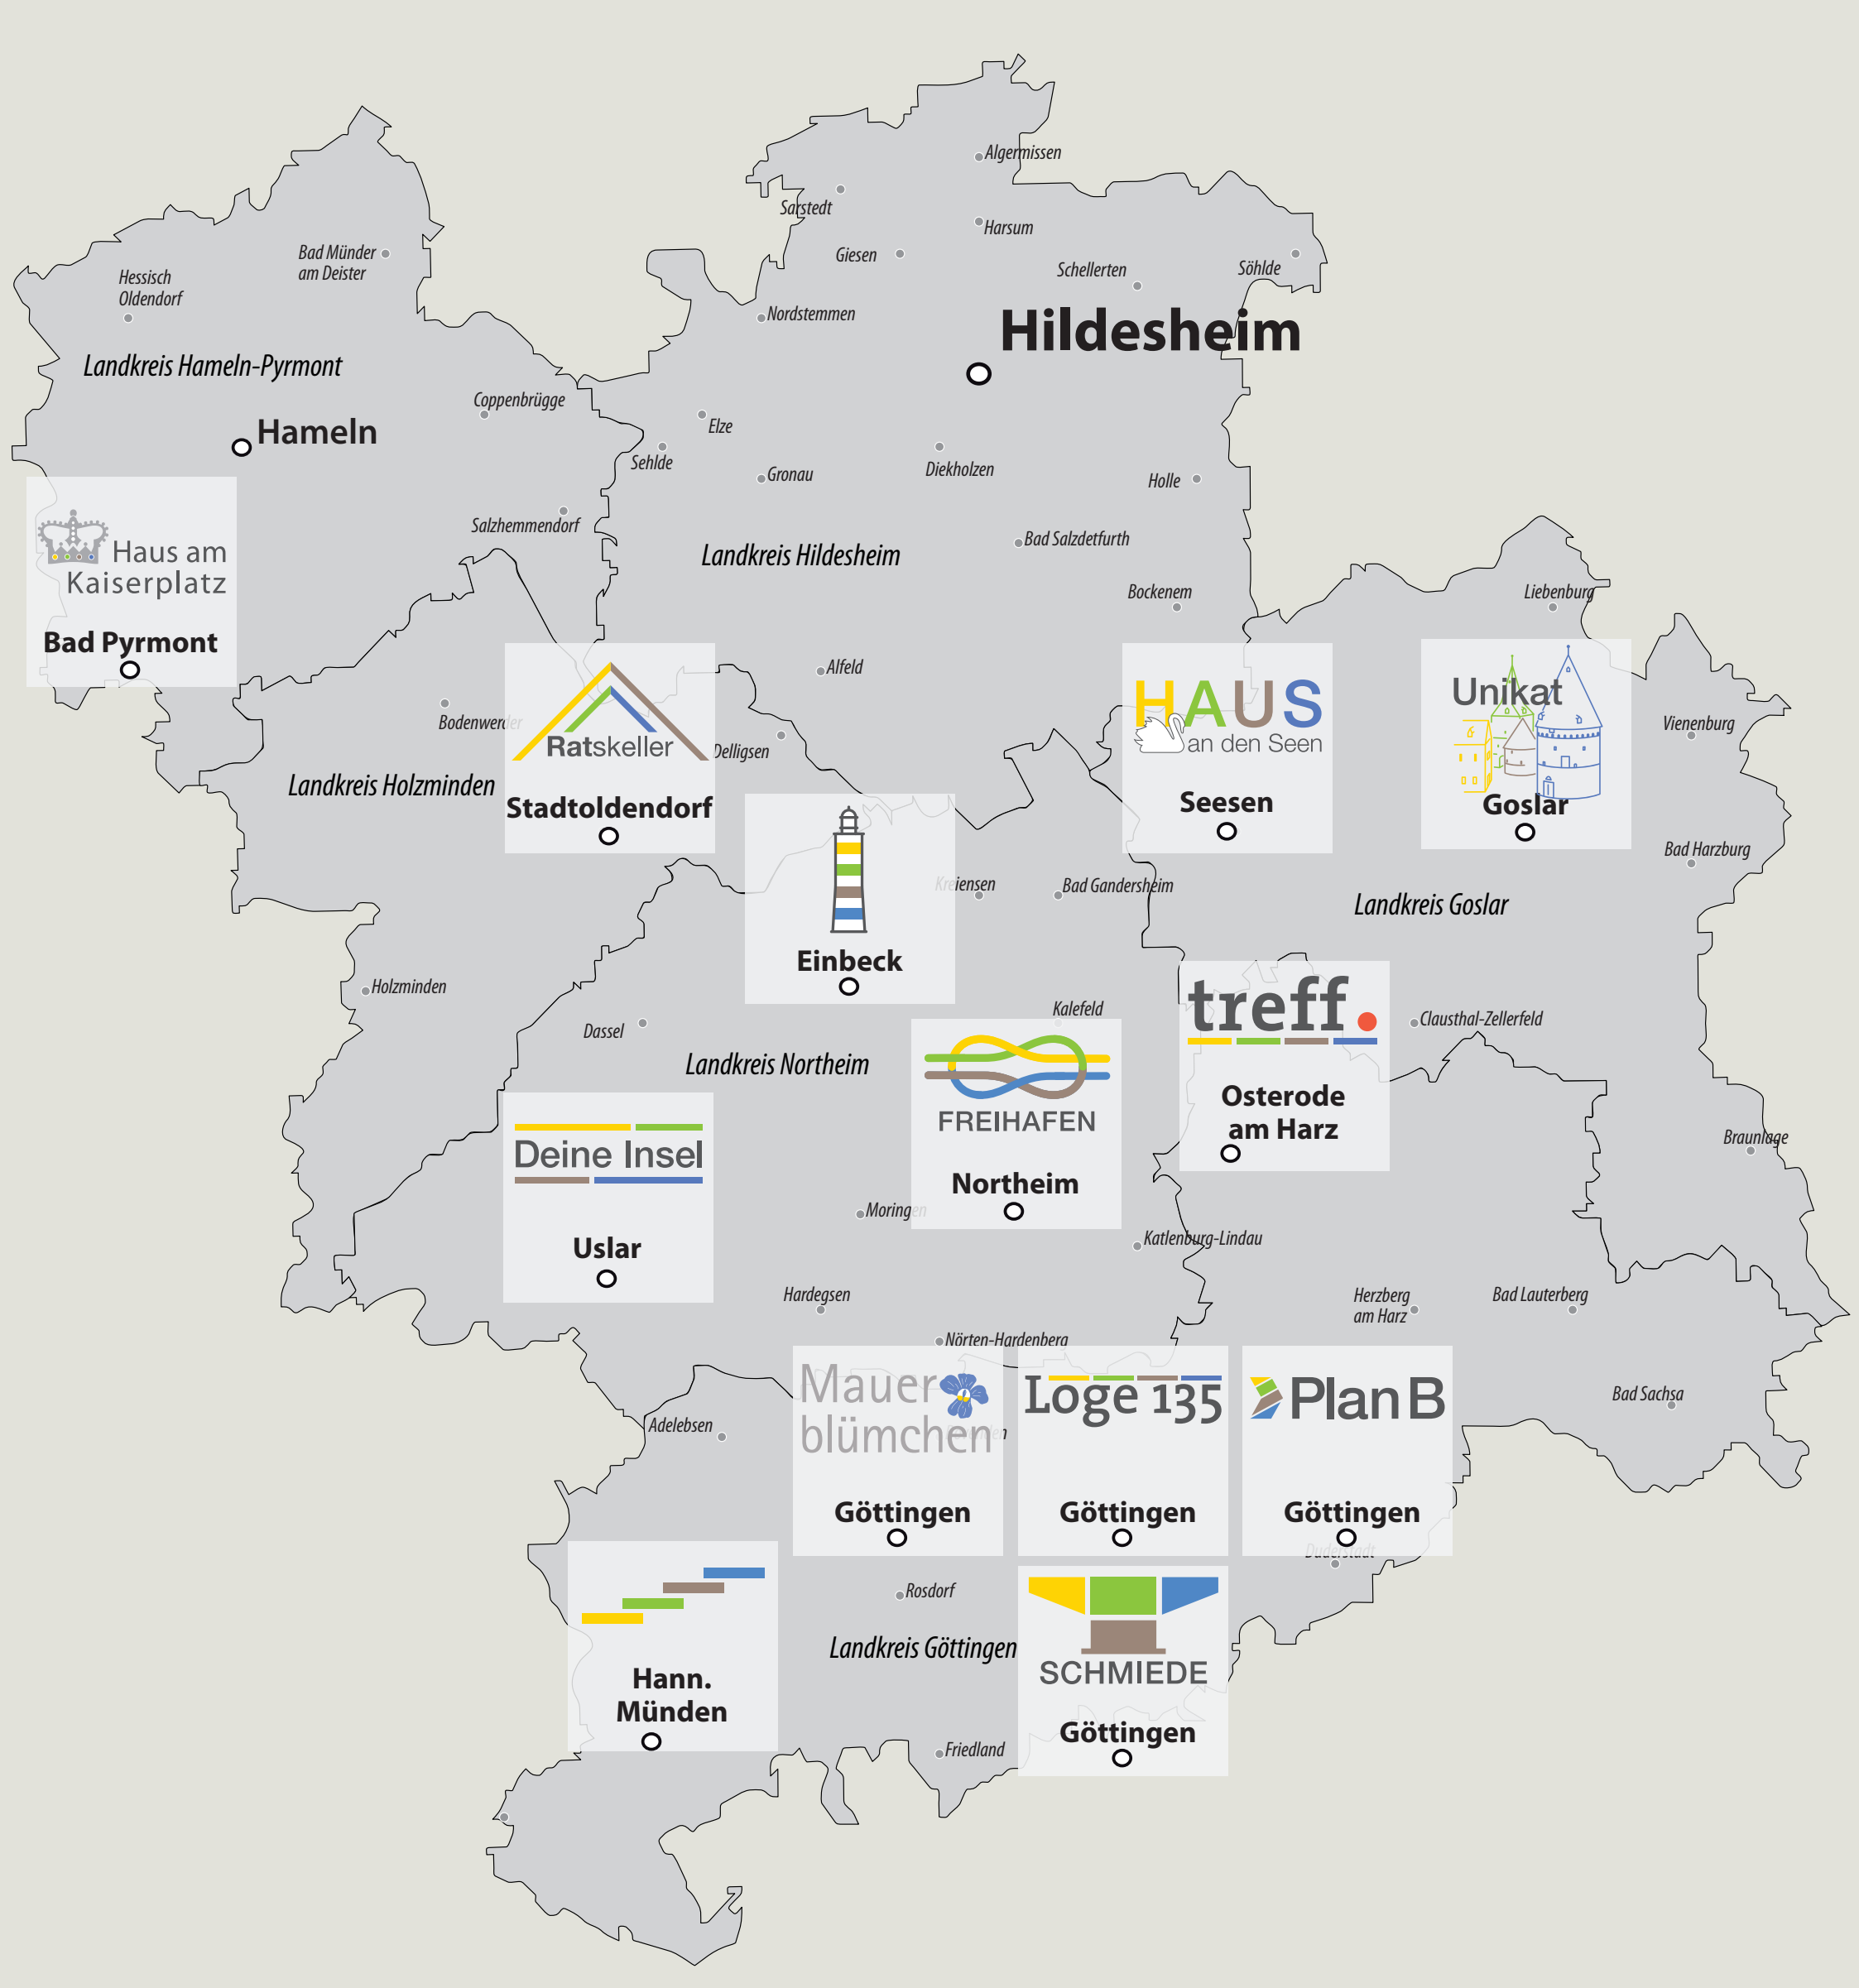 Algermissen
Sarstedt
Harsum
Giesen
Bad Münder
am Deister
Hessisch
Oldendorf
Schellerten
Söhlde
Nordstemmen
Hildesheim
Landkreis Hameln-Pyrmont
Coppenbrügge
Hameln
Elze
Sehlde
Gronau
Diekholzen
Holle
Salzhemmendorf
Bad Salzdetfurth
Landkreis Hildesheim
Haus am
Kaiserplatz
Bad Pyrmont
Bockenem
Liebenburg
Alfeld
Bodenwerder
Ratskeller
Stadtoldendorf
Delligsen
HAUS
an den Seen
Seesen
Unikat
Goslar
Vienenburg
Landkreis Holzminden
Bad Harzburg
Kreiensen
Bad Gandersheim
Landkreis Goslar
Einbeck
Holzminden
Dassel
Kalefeld
treff.
Clausthal-Zellerfeld
Landkreis Northeim
Osterode
am Harz
FREIHAFEN
Northeim
Braunlage
Deine Insel
Uslar
Moringen
Katlenburg-Lindau
Hardegsen
Herzberg
am Harz
Bad Lauterberg
Nörten-Hardenberg
Mauer
blümchen
Göttingen
Loge 135
Göttingen
Plan B
Göttingen
Bad Sachsa
Adelebsen
Duderstadt
Rosdorf
Landkreis Göttingen
SCHMIEDE
Göttingen
Hann.
Münden
Friedland